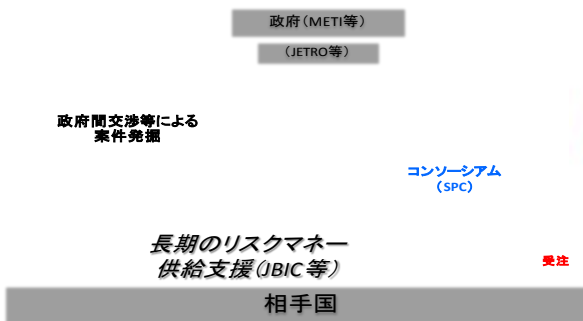 政府（METI等）
（JETRO等）
政府間交渉等による
案件発掘
コンソーシアム
（SPC）
長期のリスクマネー
供給支援（JBIC等）
受注
相手国